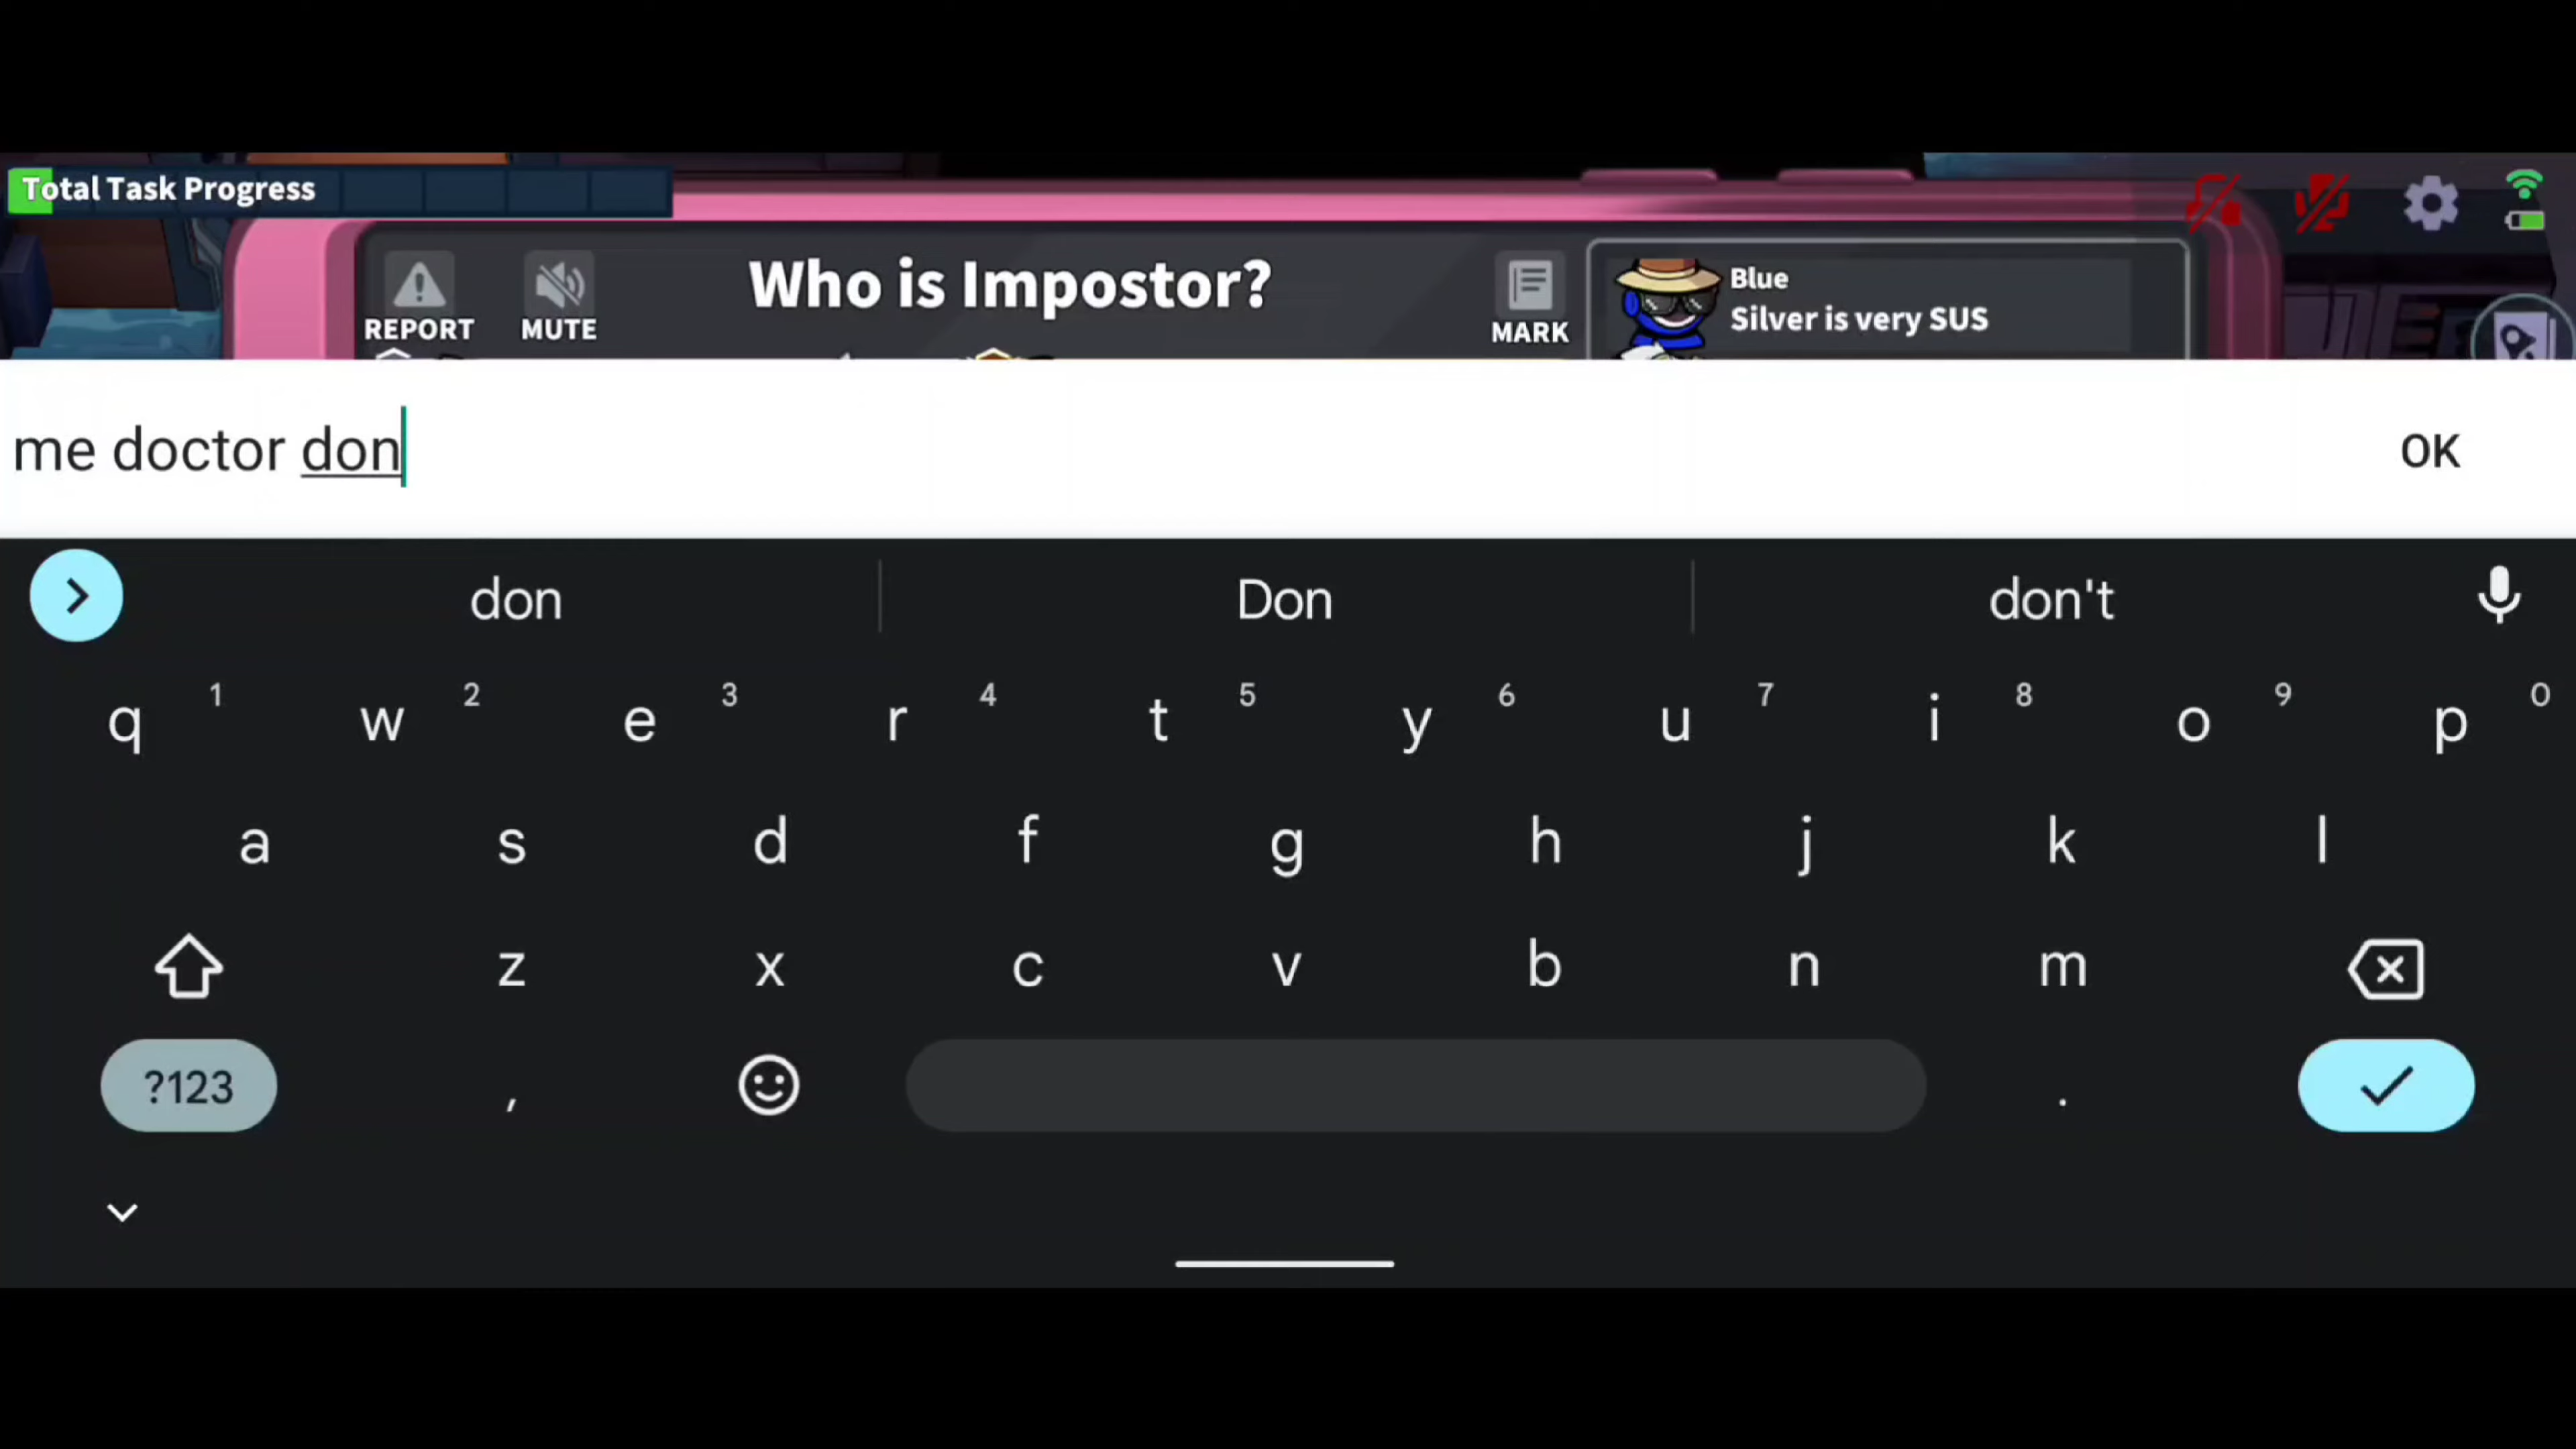 Total Task Progress
REPORT
MUTE
Who is Impostor?
MARK
Blue
Silver is very SUS
me doctor don
OK
don Don don't
q 1 w 2 e 3 r 4 t 5 y 6 u 7 i 8 o 9 p 0
a s d f g h j k l
z x c v b n m
?123 , .